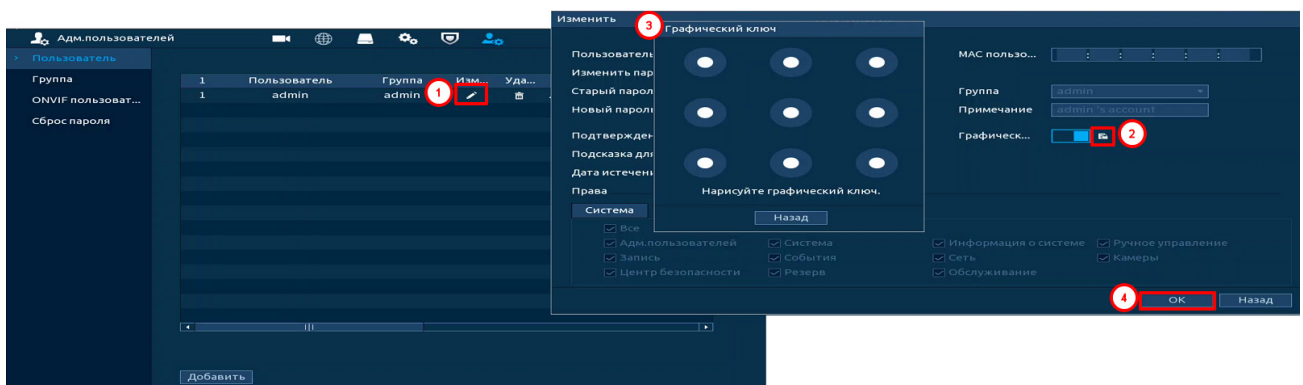 Адм.пользователей
Пользователь
Группа
ONVIF пользоват...
Сброс пароля
1 Пользователь Группа Изм... Уда...
1 admin admin
1
Добавить
Изменить
3
Графический ключ
Нарисуйте графический ключ.
Назад
Пользователь
Изменить пар
Старый парол
Новый пароль
Подтвержден
Подсказка для
Дата истечени
Права
MAC пользо... : : : : :
Группа admin
Примечание admin 's account
Графическ...
2
Система
Все
Адм.пользователей Система Информация о системе Ручное управление
Запись События Сеть Камеры
Центр безопасности Резерв Обслуживание
4
OK Назад